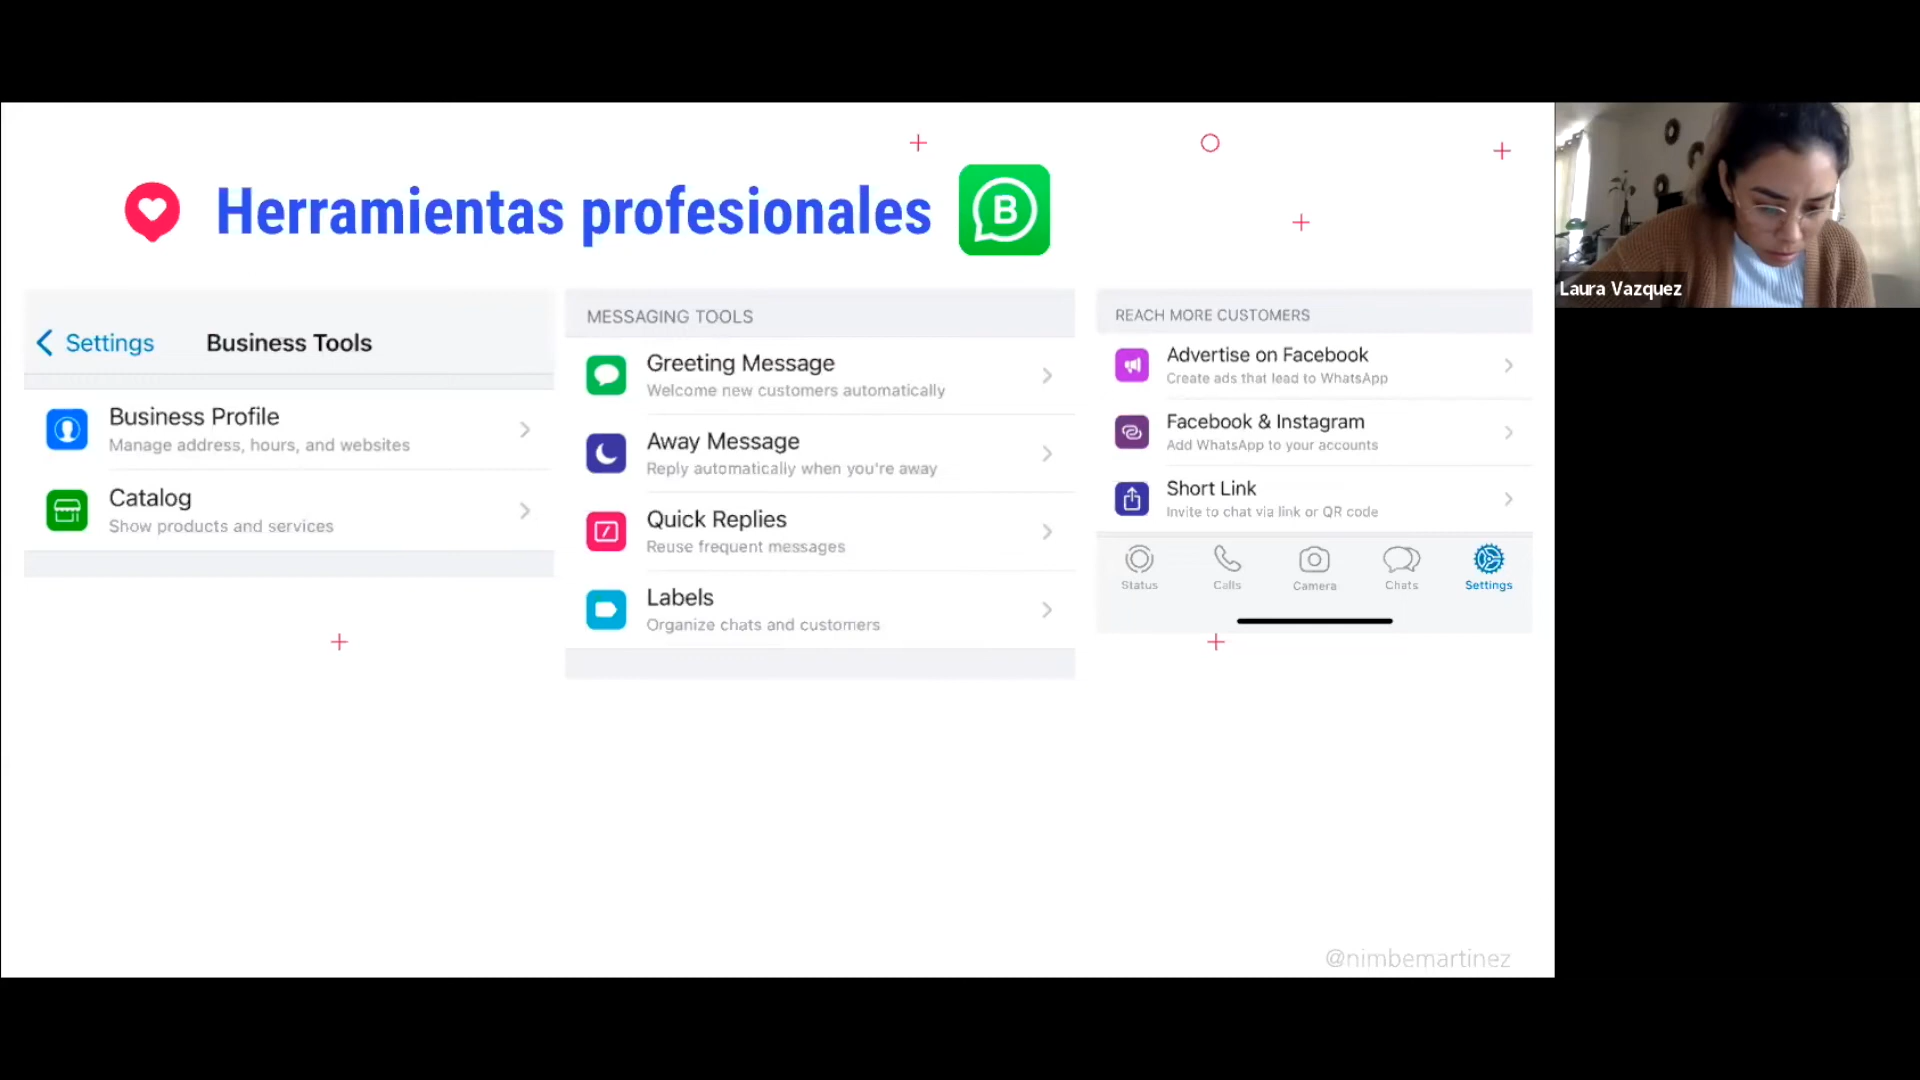 Herramientas profesionales
B
Settings
Business Tools
Business Profile
Manage address, hours, and websites
Catalog
Show products and services
MESSAGING TOOLS
Greeting Message
Welcome new customers automatically
Away Message
Reply automatically when you're away
Quick Replies
Reuse frequent messages
Labels
Organize chats and customers
REACH MORE CUSTOMERS
Advertise on Facebook
Create ads that lead to WhatsApp
Facebook & Instagram
Add WhatsApp to your accounts
Short Link
Invite to chat via link or QR code
Status
Calls
Camera
Chats
Settings
@nimbemartinez
Laura Vazquez